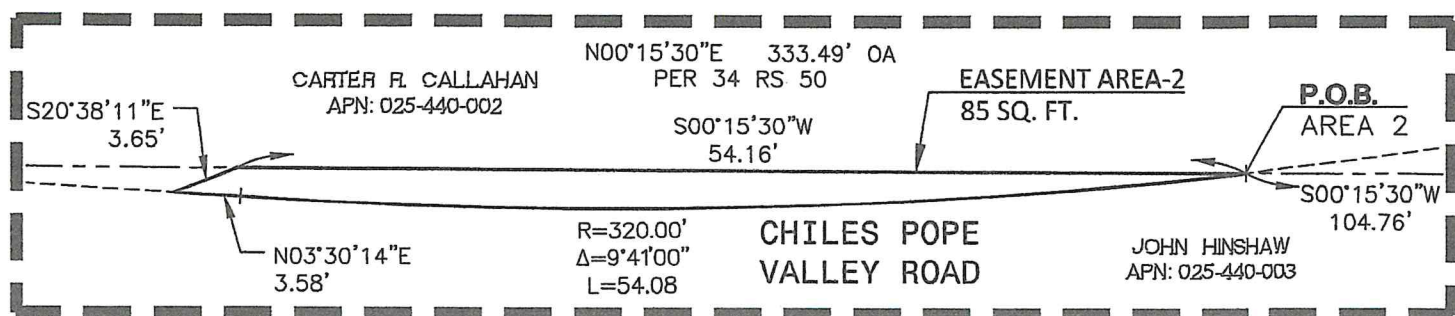 N00°15'30"E 333.49' OA
PER 34 RS 50
CARTER R. CALLAHAN
APN: 025-440-002
EASEMENT AREA-2
85 SQ. FT.
P.O.B.
AREA 2
S20°38'11"E
3.65'
S00°15'30"W
54.16'
S00°15'30"W
104.76'
N03°30'14"E
3.58'
R=320.00'
Δ=9°41'00"
L=54.08
CHILES POPE
VALLEY ROAD
JOHN HINSHAW
APN: 025-440-003